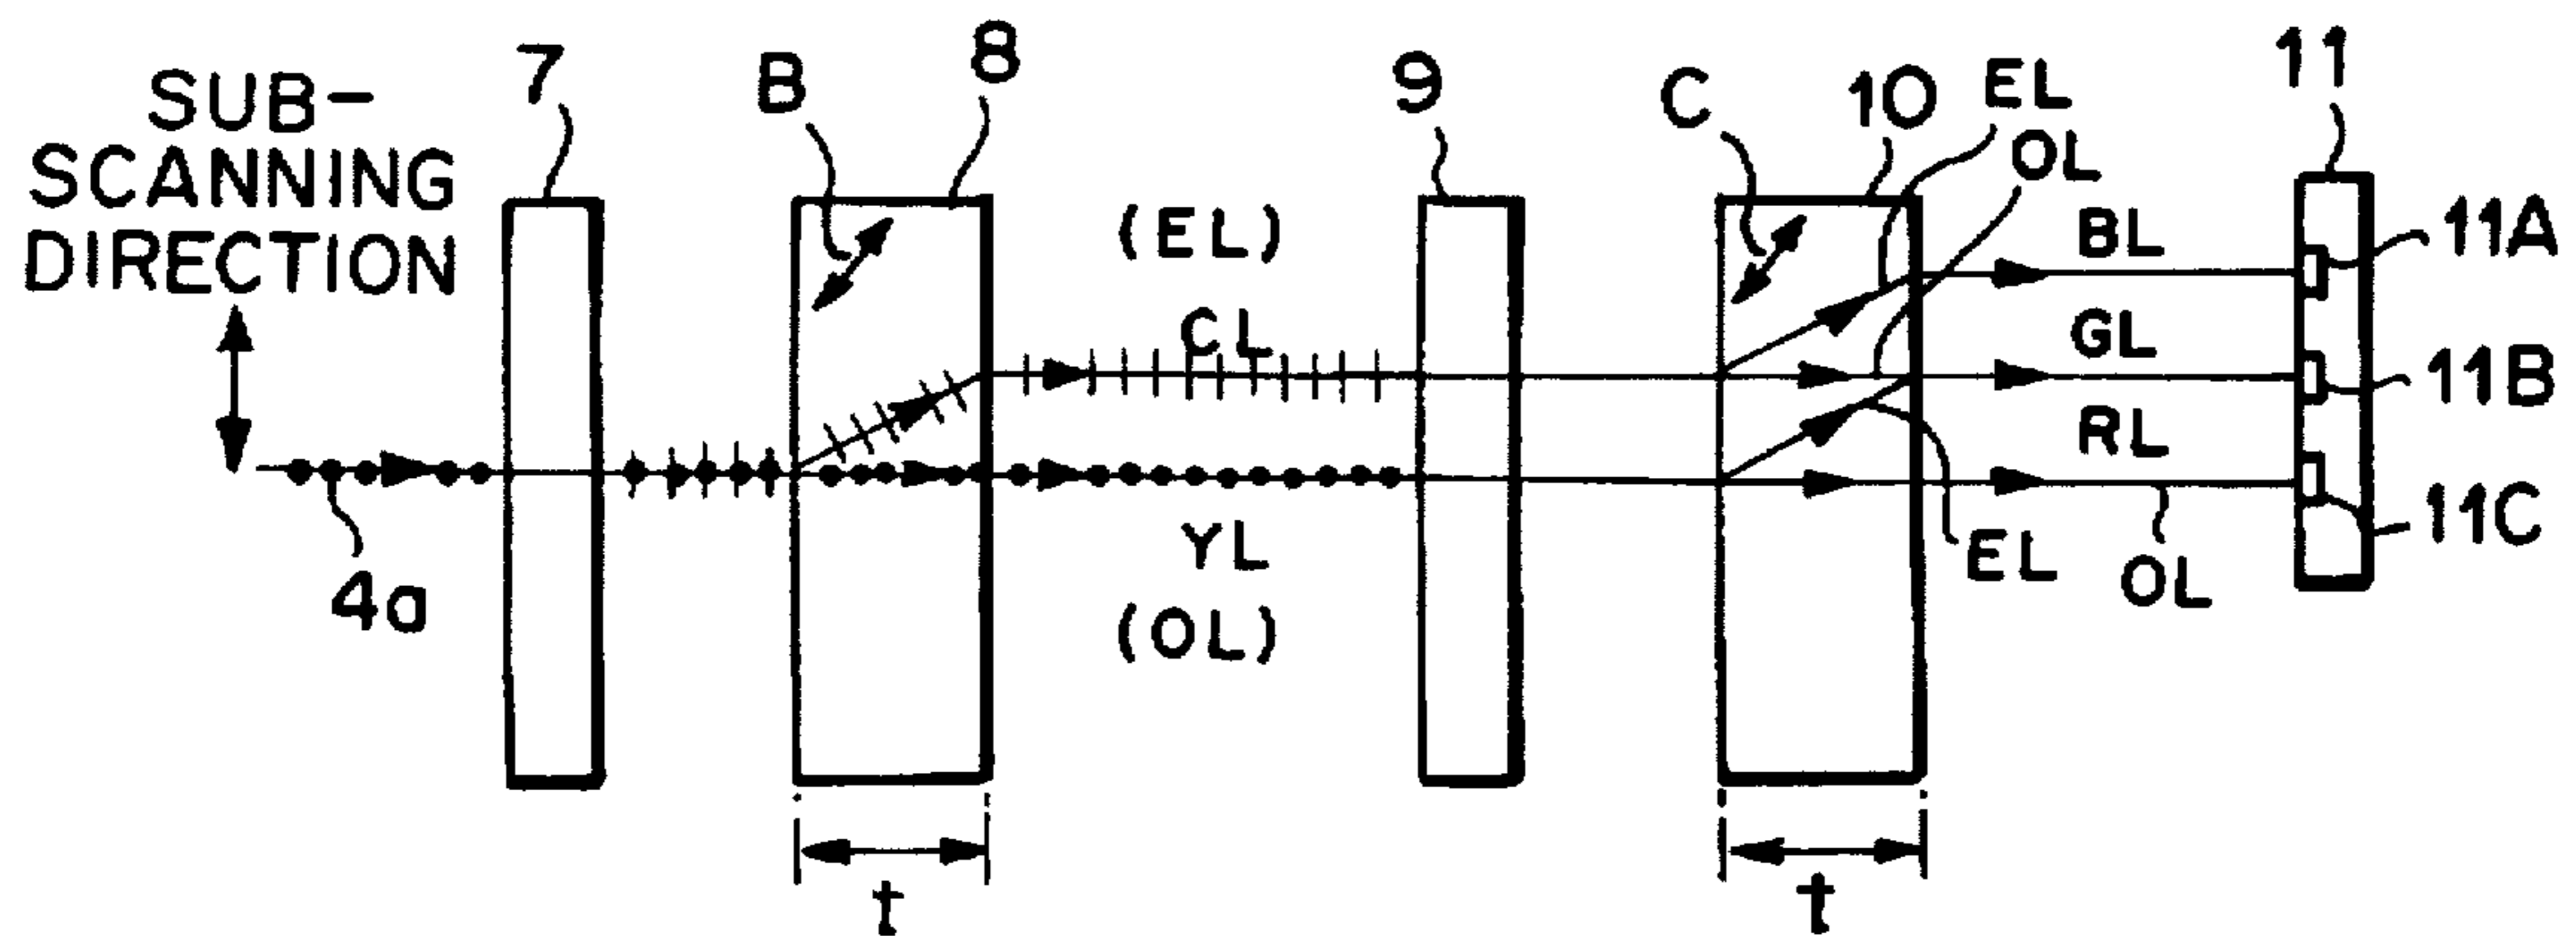 SUB-
SCANNING
DIRECTION
7
B
8
9
C
10
EL
OL
11
(EL)
CL
BL
GL
RL
11A
11B
11C
4a
YL
(OL)
EL
OL
t
t